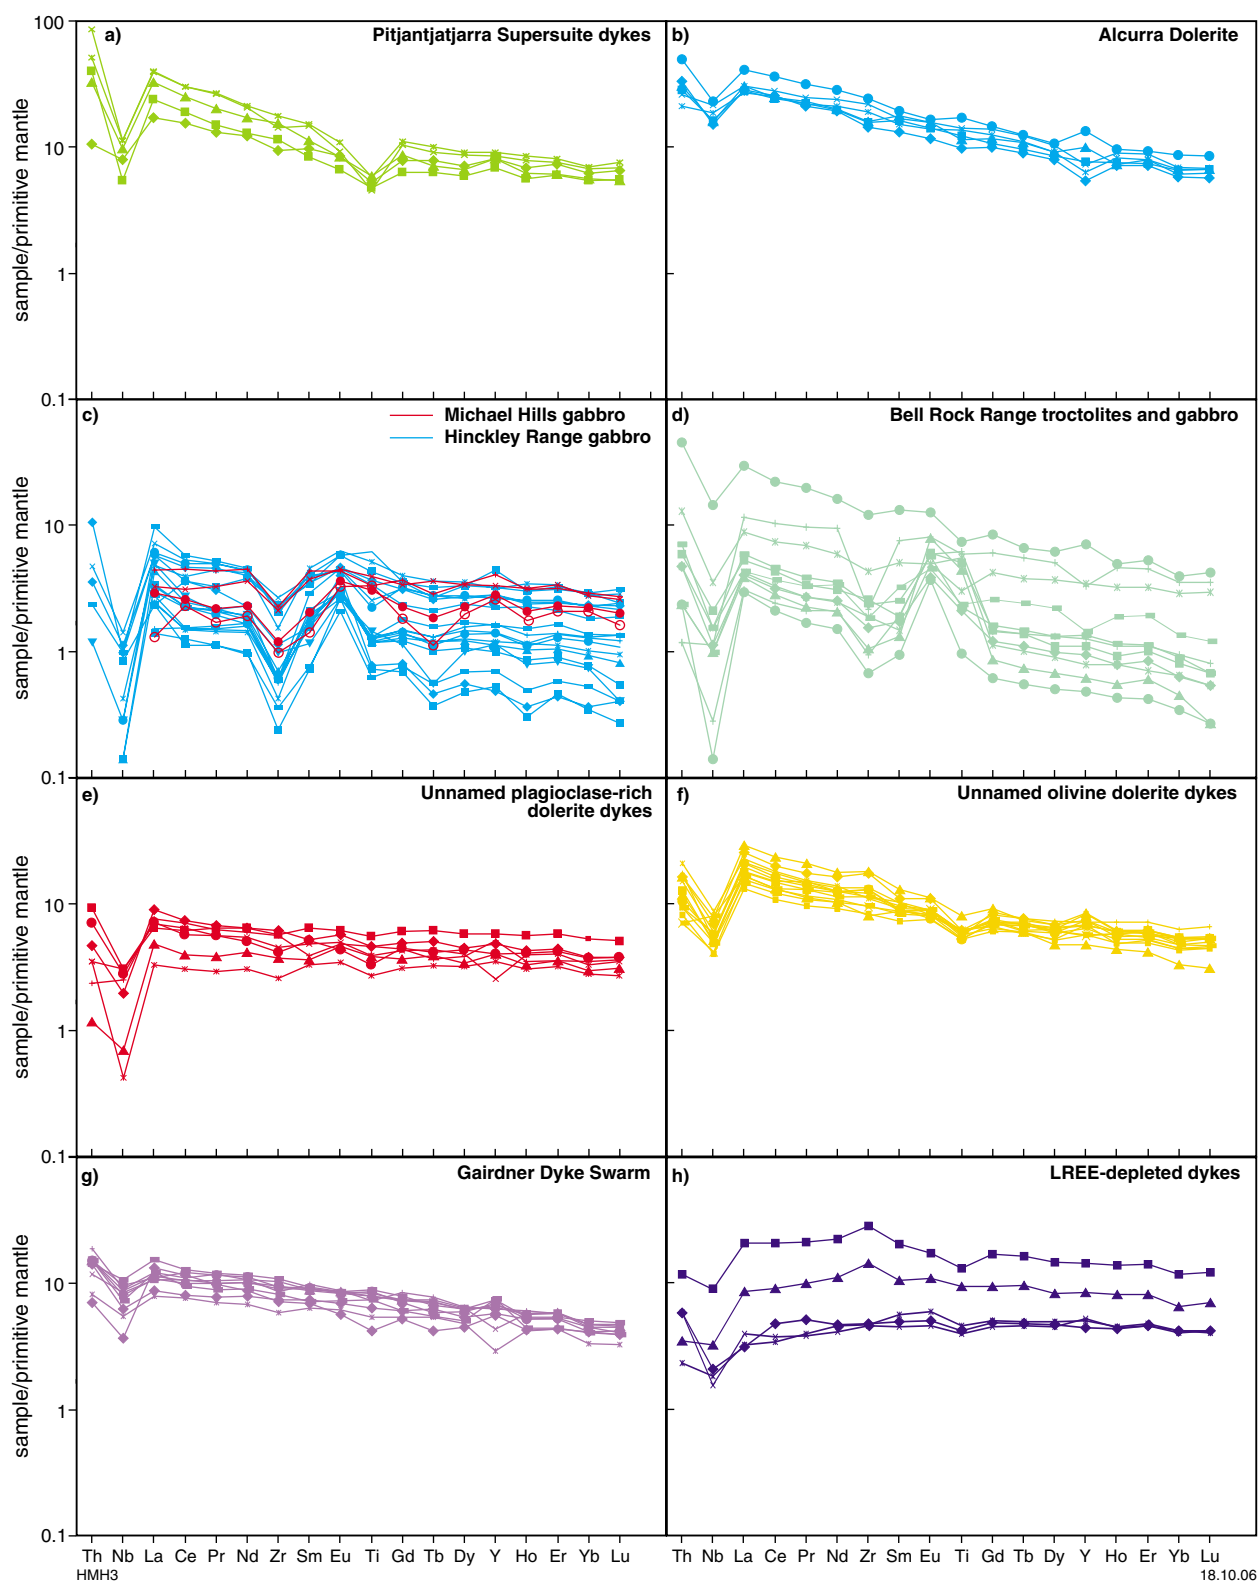 100
a)
Pitjantjatjarra Supersuite dykes
b)
Alcurra Dolerite
10
1
0.1
sample/primitive mantle
c)
Michael Hills gabbro
Hinckley Range gabbro
d)
Bell Rock Range troctolites and gabbro
10
1
0.1
sample/primitive mantle
e)
Unnamed plagioclase-rich
dolerite dykes
f)
Unnamed olivine dolerite dykes
10
1
0.1
sample/primitive mantle
g)
Gairdner Dyke Swarm
h)
LREE-depleted dykes
10
1
0.1
sample/primitive mantle
Th Nb La Ce Pr Nd Zr Sm Eu Ti Gd Tb Dy Y Ho Er Yb Lu
Th Nb La Ce Pr Nd Zr Sm Eu Ti Gd Tb Dy Y Ho Er Yb Lu
HMH3
18.10.06